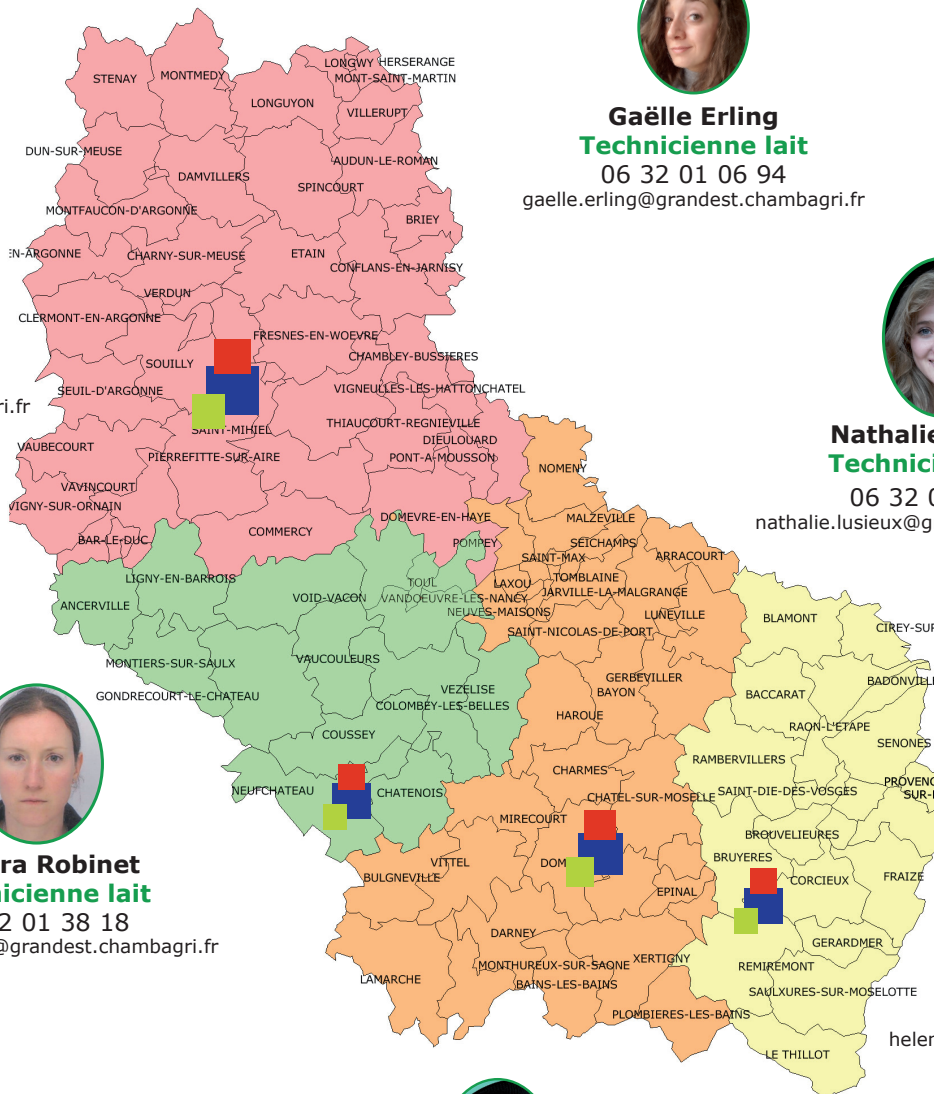 LONGWY HERSERANGE
STENAY MONTMEDY MONT-SAINT-MARTIN
LONGUYON
VILLERUPT
Gaëlle Erling
Technicienne lait
06 32 01 06 94
gaelle.erling@grandest.chambagri.fr
DUN-SUR-MEUSE
AUDUN-LE-ROMAN
DAMVILLERS
SPINCOURT
MONTFAUCON-D'ARGONNE
BRIEY
EN-ARGONNE CHARNY-SUR-MEUSE ETAIN
CONFLANS-EN-JARNISY
VERDUN
CLERMONT-EN-ARGONNE
FRESNES-EN-WOEVRE
CHAMBLEY-BUSSIERES
SOUILLY
SEUIL-D'ARGONNE VIGNEULLES-LES-HATTONCHATEL
ri.fr
THIAUCOURT-REGNIEVILLE
SAINT-MIHIEL
DIEULOUARD
VAUBECOURT
PIERREFITTE-SUR-AIRE PONT-A-MOUSSON
Nathalie
Technici
06 32 0
nathalie.lusieux@g
NOMENY
VAVINCOURT
VIGNY-SUR-ORNAIN
DOMEVRE-EN-HAYE MALZEVILLE
COMMERCY
BAR-LE-DUC
POMPEY SEICHAMPS
SAINT-MAX ARRACOURT
LIGNY-EN-BARROIS TOUL LAXOU TOMBLAINE
VOID-VACON VANDOEUVRE-LES-NANCY JARVILLE-LA-MALGRANGE
ANCERVILLE
NEUVES-MAISONS LUNEVILLE
BLAMONT
CIREY-SUR
SAINT-NICOLAS-DE-PORT
VAUCOULEURS
MONTIERS-SUR-SAULX
GERBEVILLER
BADONVILLE
VEZELISE BAYON BACCARAT
GONDRECOURT-LE-CHATEAU
COLOMBEY-LES-BELLES
HAROUE
RAON-L'ETAPE
COUSSEY
SENONES
RAMBERVILLERS
CHARMES
PROVENC
SUR-
NEUFCHATEAU CHATENOIS
CHATEL-SUR-MOSELLE SAINT-DIE-DES-VOSGES
MIRECOURT
BROUVELIEURES
VITTEL DOM
BRUYERES
BULGNEVILLE
CORCIEUX FRAIZE
EPINAL
ra Robinet
nicienne lait
2 01 38 18
@grandest.chambagri.fr
DARNEY
GERARDMER
XERTIGNY
MONTHUREUX-SUR-SAONE
REMIREMONT
LAMARCHE
BAINS-LES-BAINS
SAULXURES-SUR-MOSELOTTE
PLOMBIERES-LES-BAINS
helen
LE THILLOT